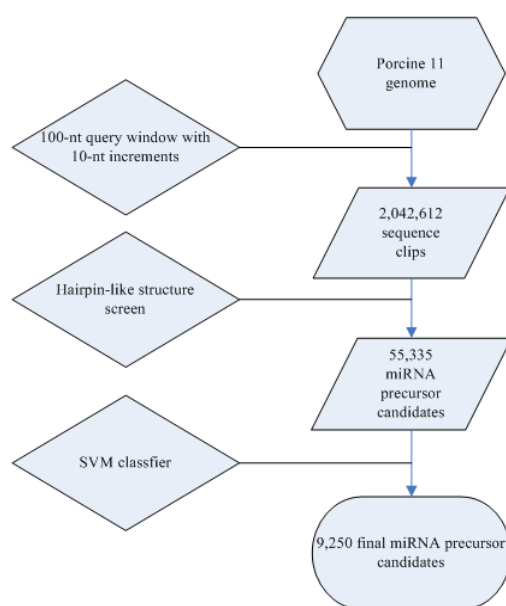 Porcine 11
genome
100-nt query window with
10-nt increments
2,042,612
sequence
clips
Hairpin-like structure
screen
55,335
miRNA
precursor
candidates
SVM classfier
9,250 final miRNA precursor
candidates